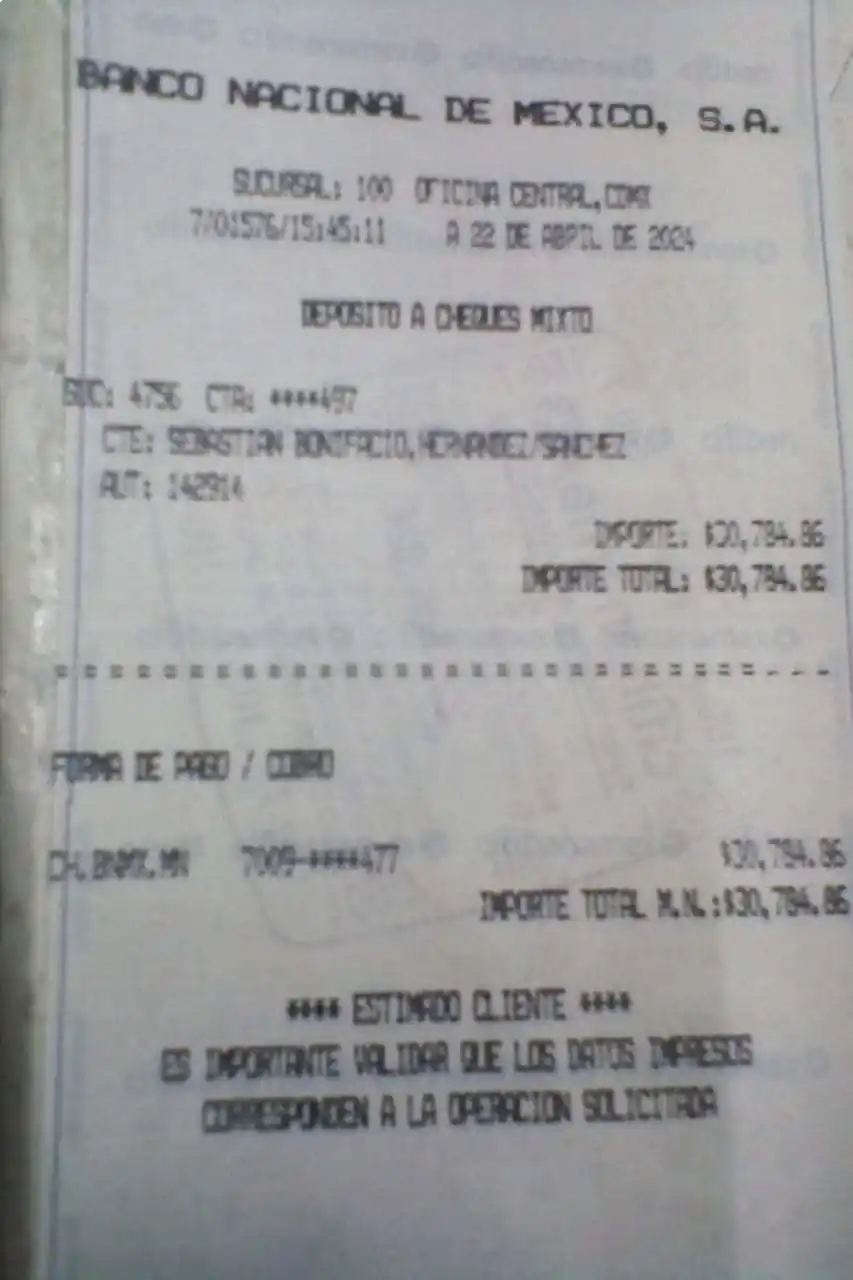 BANCO NACIONAL DE MEXICO, S.A.
SUCURSAL: 100 OFICINA CENTRAL,CDMX
7/01576/15:45:11 A 22 DE ABRIL DE 2024
DEPOSITO A CHEQUES MIXTO
SUC: 4756 CTA: ****497
CTE: SEBASTIAN BONIFACIO,HERNANDEZ/SANCHEZ
AUT: 142914
IMPORTE: $30,784.86
IMPORTE TOTAL: $30,784.86
FORMA DE PAGO / COBRO
CH.BNMX.MN 7009-****477 $30,784.86
IMPORTE TOTAL M.N.:$30,784.86
**** ESTIMADO CLIENTE ****
ES IMPORTANTE VALIDAR QUE LOS DATOS IMPRESOS
CORRESPONDEN A LA OPERACION SOLICITADA